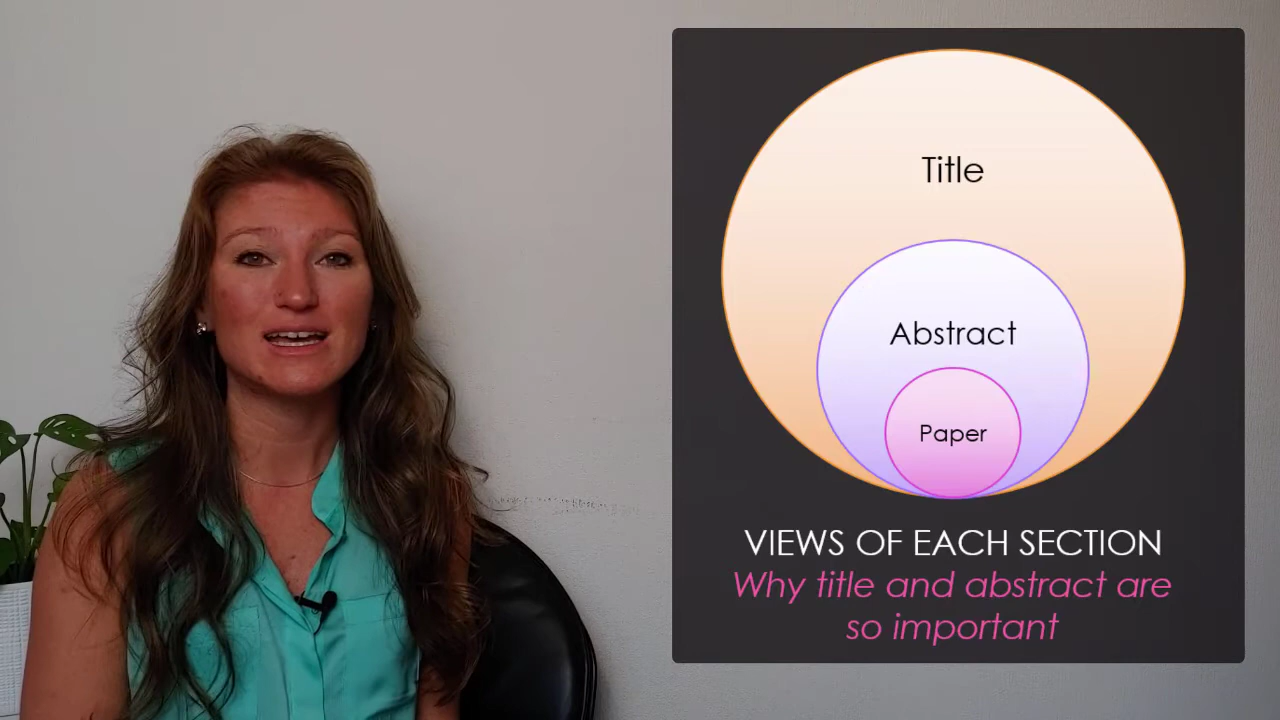 Title
Abstract
Paper
VIEWS OF EACH SECTION
Why title and abstract are
so important